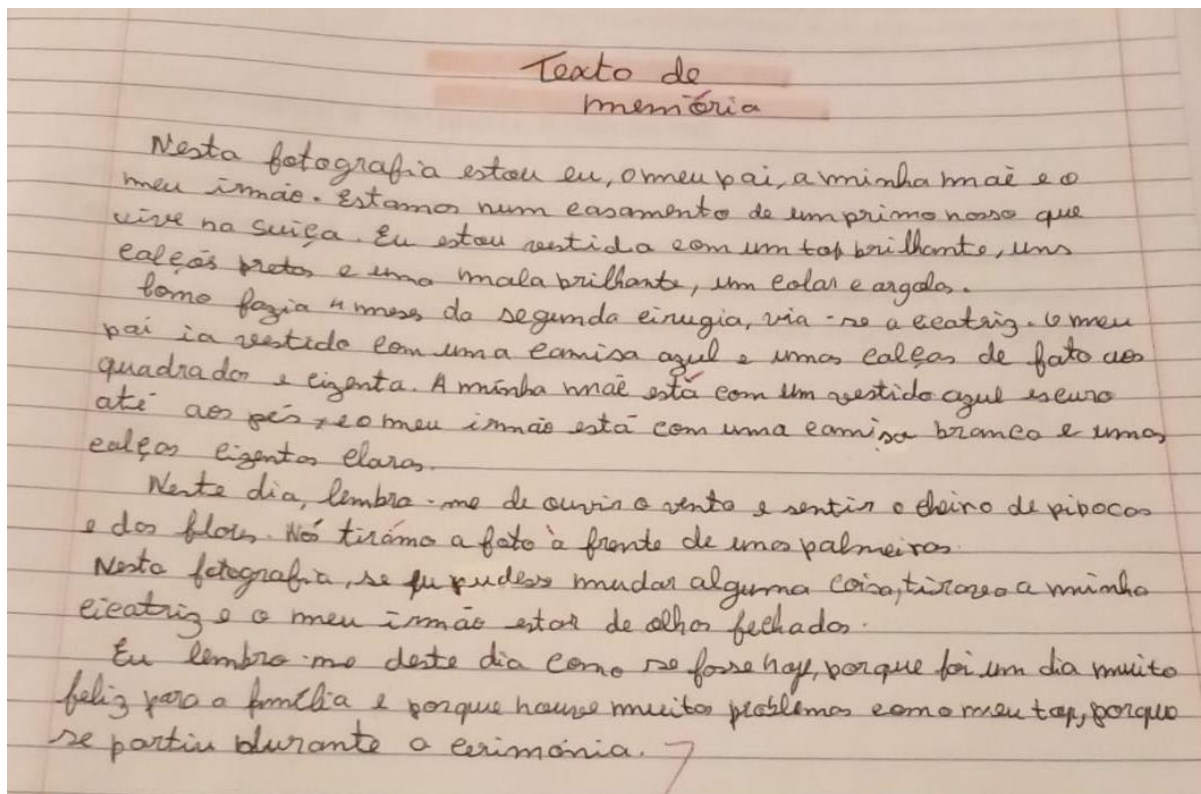 Texto de
memória
Nesta fotografia estou eu, o meu pai, a minha mãe e o
meu irmão. Estamos num casamento de um primo nosso que
vive na suiça. Eu estou vestida com um top brilhante, uns
calções pretos e uma mala brilhante, um colar e argolas.
Como fazia 4 meses da segunda cirugia, via-se a ceatriz. O meu
pai ia vestido com uma camisa azul e umas calças de fato aos
quadrados e cizenta. A minha mãe está com um vestido azul escuro
até aos pés, e o meu irmão está com uma camisa branca e umas
calças cizentas claras.
Neste dia, lembro-me de ouvir o vento e sentir o cheiro de pipocas
e das flores. Nós tirámos a foto à frente de umas palmeiras.
Nesta fotografia, se eu pudesse mudar alguma coisa, a minha
cicatriz e o meu irmão estar de olhos fechados.
Eu lembro-me deste dia como se fosse hoje, porque foi um dia muito
feliz para a família e porque houve muitos problemas como o meu top, porque
se partiu durante a cerimónia.